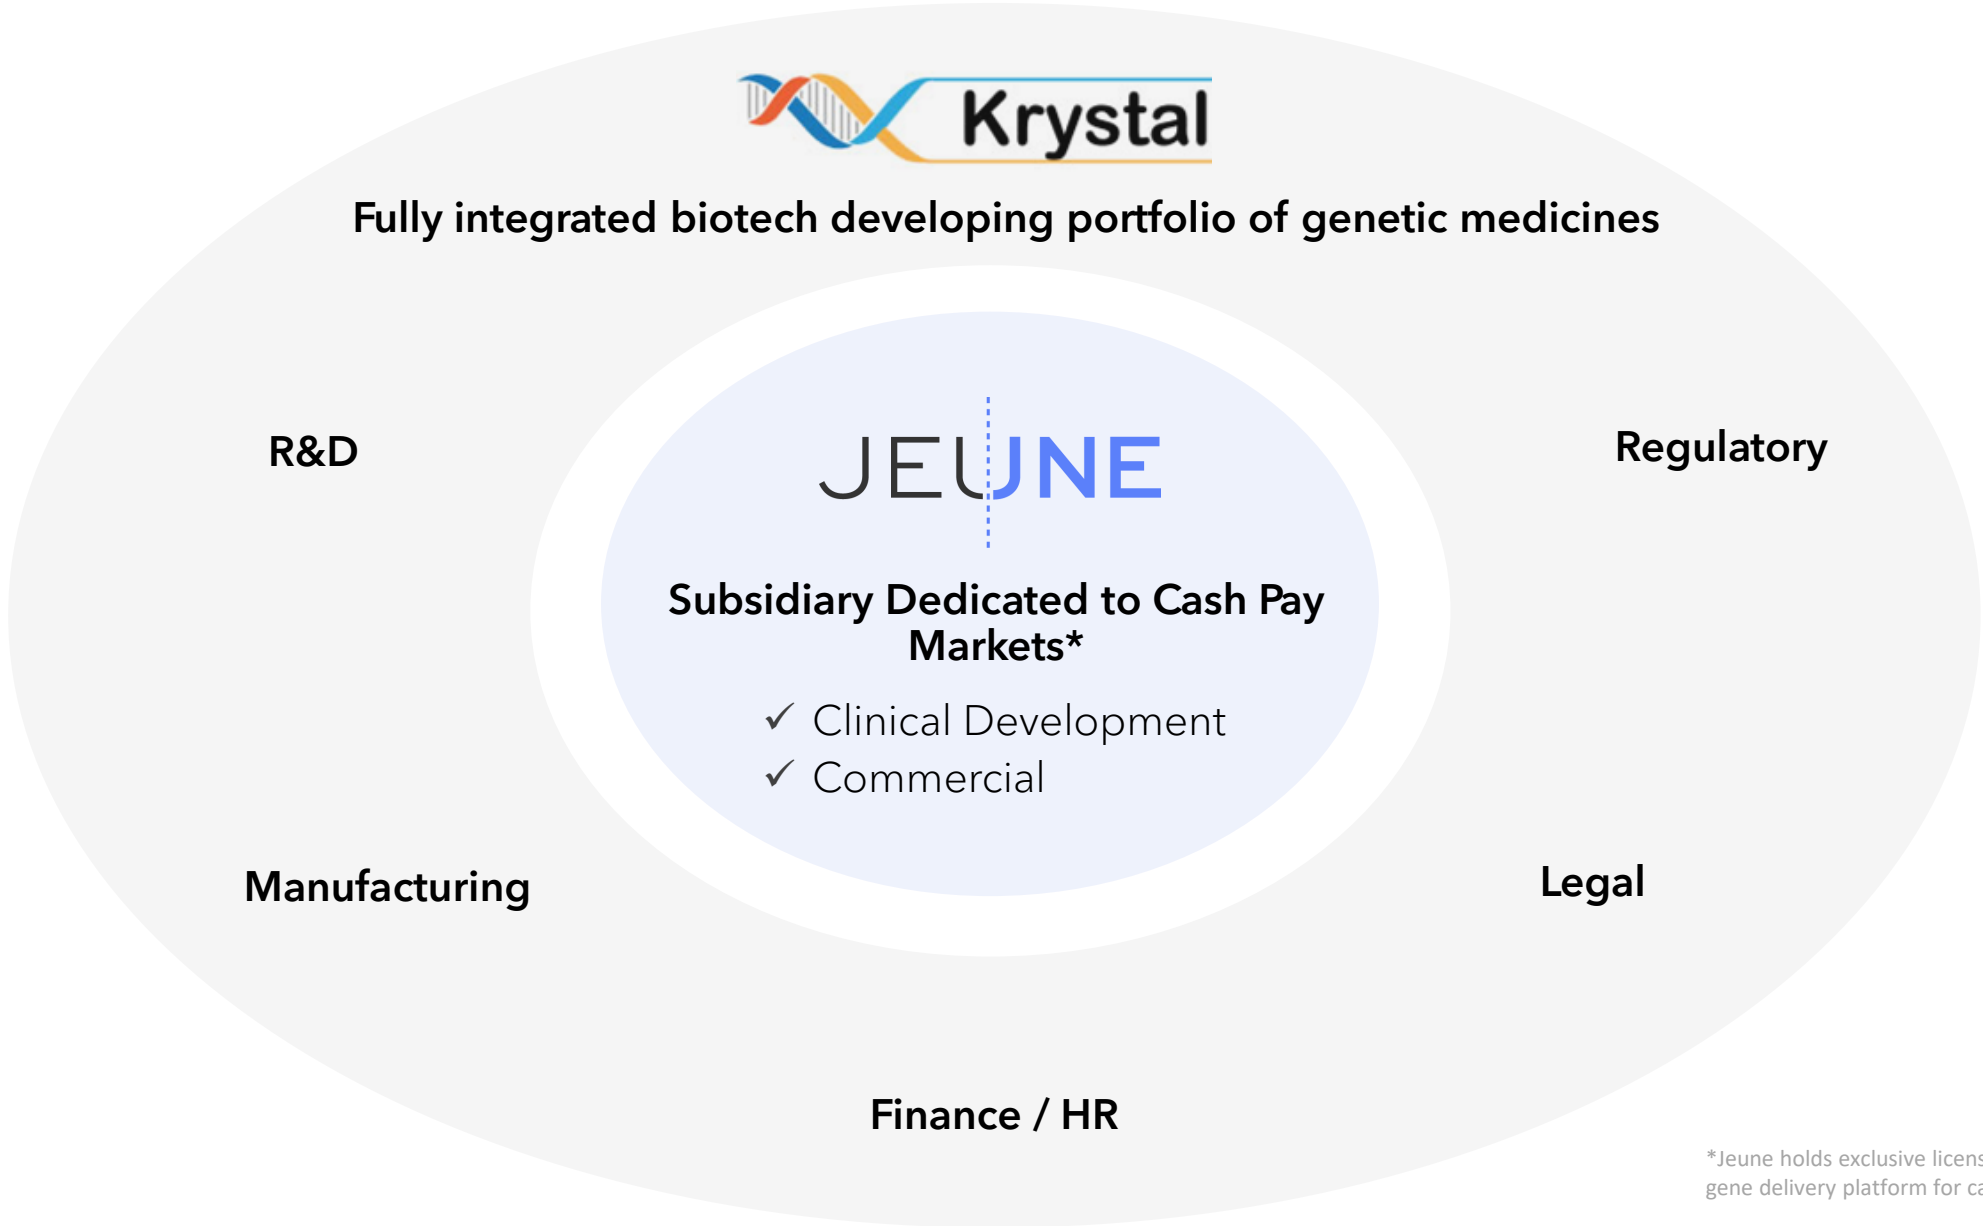 Krystal
Fully integrated biotech developing portfolio of genetic medicines
JEUNE
R&D
Regulatory
Subsidiary Dedicated to Cash Pay
Markets*
✓ Clinical Development
✓ Commercial
Manufacturing
Legal
Finance / HR
*Jeune holds exclusive
gene delivery platform for